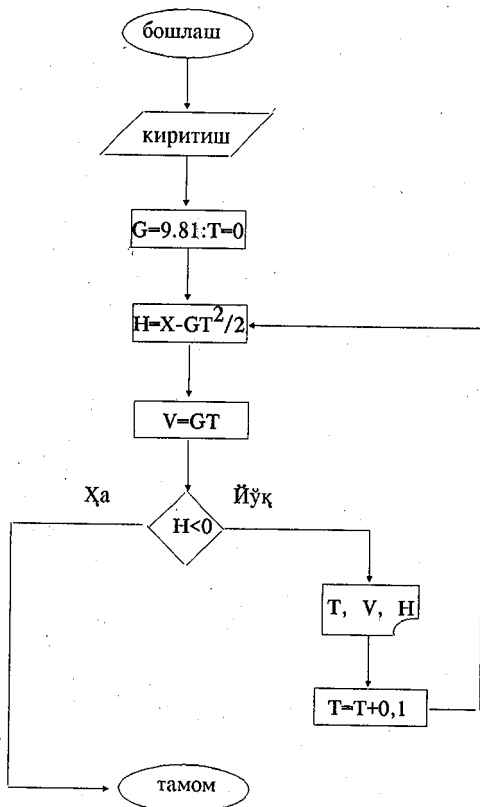 бошлаш
киритиш
G=9.81:T=0
H=X-GT²/2
V=GT
Ҳа
Йўқ
H<0
T, V, H
T=T+0,1
тамом